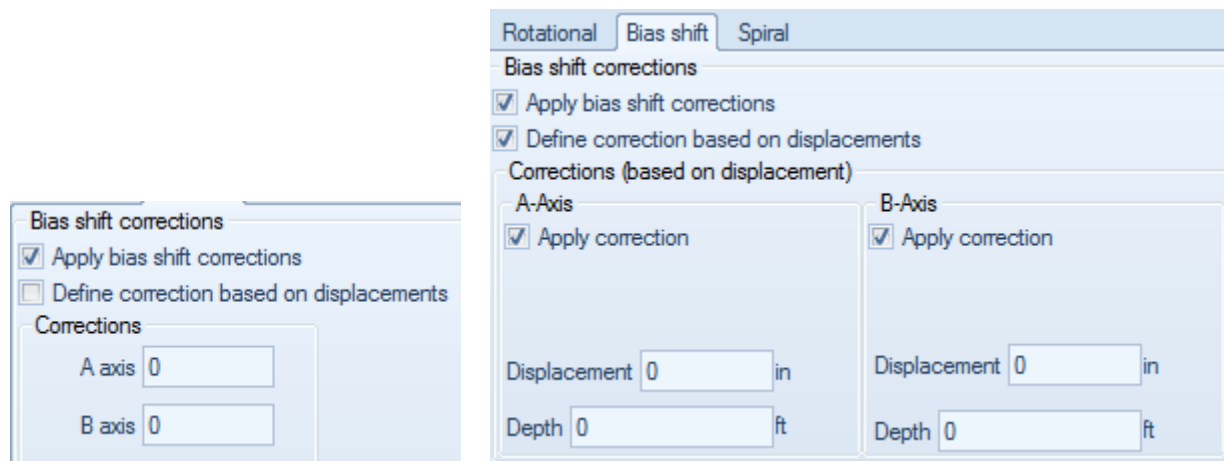 Bias shift corrections
Apply bias shift corrections
Define correction based on displacements
Corrections
A axis 0
B axis 0
Rotational Bias shift Spiral
Bias shift corrections
Apply bias shift corrections
Define correction based on displacements
Corrections (based on displacement)
A-Axis
Apply correction
Displacement 0 in
Depth 0 ft
B-Axis
Apply correction
Displacement 0 in
Depth 0 ft